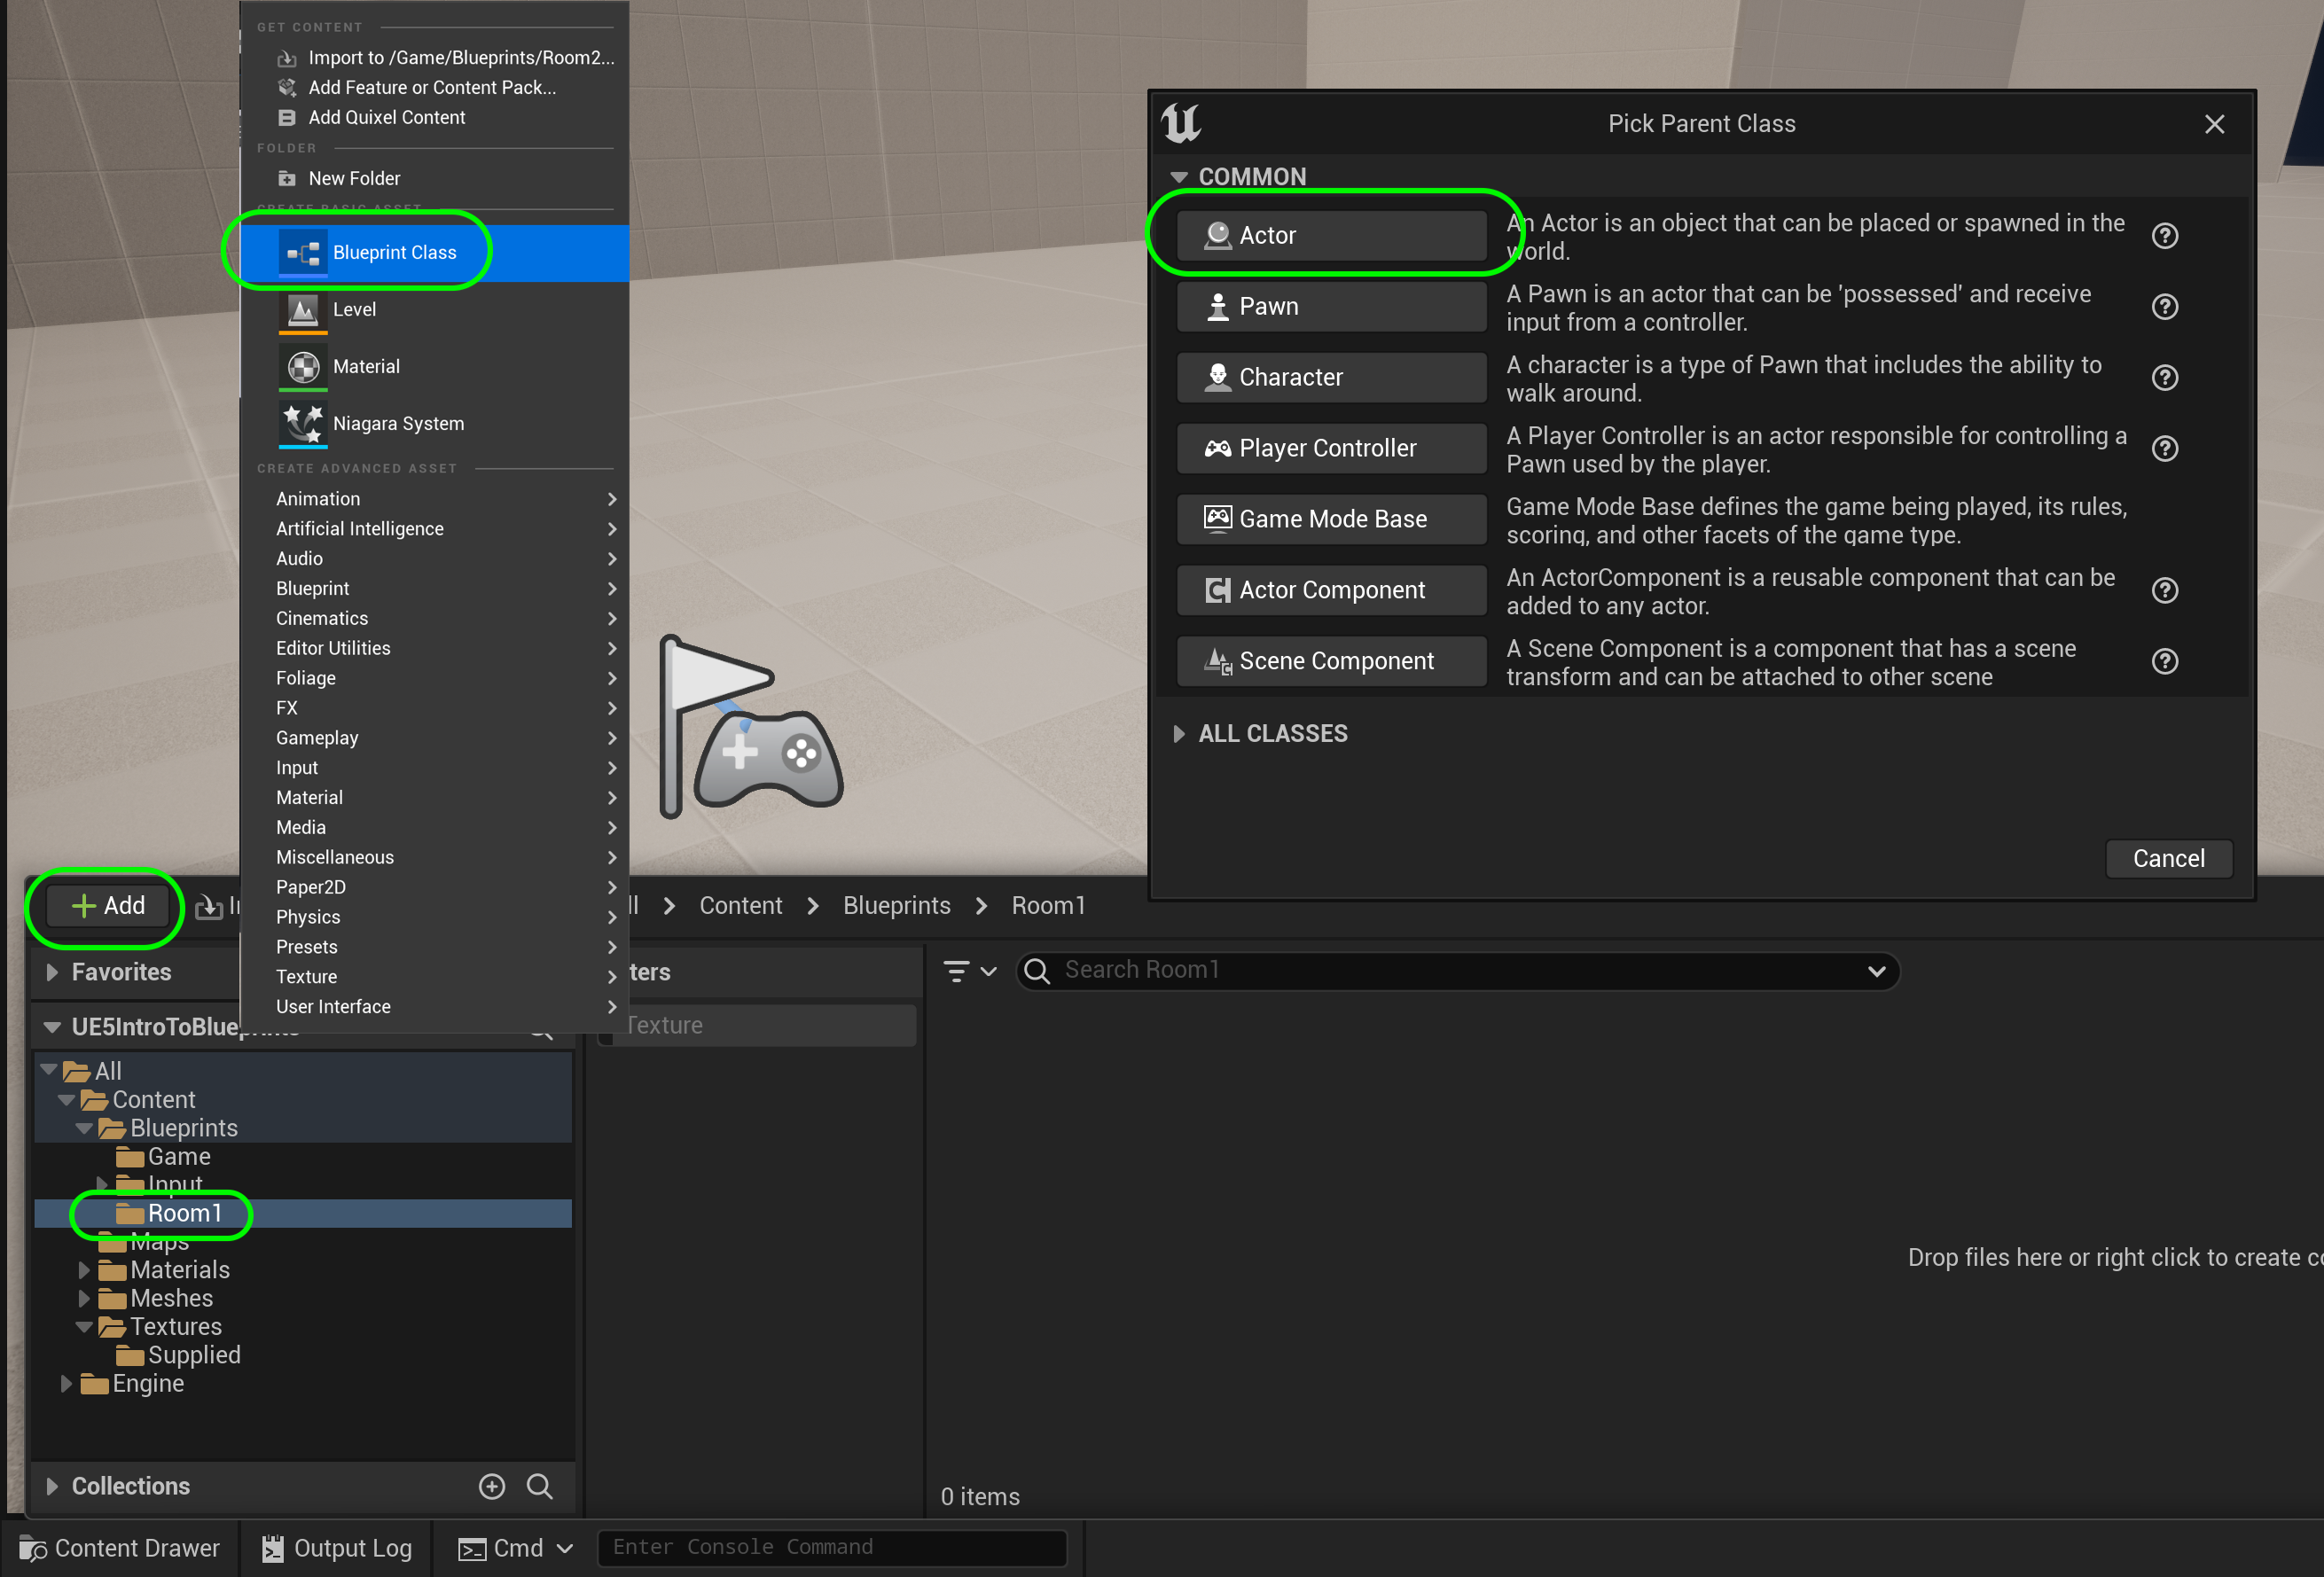 GET CONTENT
Import to /Game/Blueprints/Room2...
Add Feature or Content Pack...
Add Quixel Content
FOLDER
New Folder
CREATE BASIC ASSET
Blueprint Class
Level
Material
Niagara System
CREATE ADVANCED ASSET
Animation
Artificial Intelligence
Audio
Blueprint
Cinematics
Editor Utilities
Foliage
FX
Gameplay
Input
Material
Media
Miscellaneous
Paper2D
Physics
Presets
Texture
User Interface
Pick Parent Class
COMMON
Actor
An Actor is an object that can be placed or spawned in the
world.
Pawn
A Pawn is an actor that can be 'possessed' and receive
input from a controller.
Character
A character is a type of Pawn that includes the ability to
walk around.
Player Controller
A Player Controller is an actor responsible for controlling a
Pawn used by the player.
Game Mode Base
Game Mode Base defines the game being played, its rules,
scoring, and other facets of the game type.
Actor Component
An ActorComponent is a reusable component that can be
added to any actor.
Scene Component
A Scene Component is a component that has a scene
transform and can be attached to other scene
ALL CLASSES
Cancel
Add
Content > Blueprints > Room1
Favorites
UE5IntroToBlueprints
All
Content
Blueprints
Game
Input
Room1
Maps
Materials
Meshes
Textures
Supplied
Engine
Collections
Texture
Search Room1
Drop files here or right click to create
0 items
Content Drawer
Output Log
Cmd
Enter Console Command